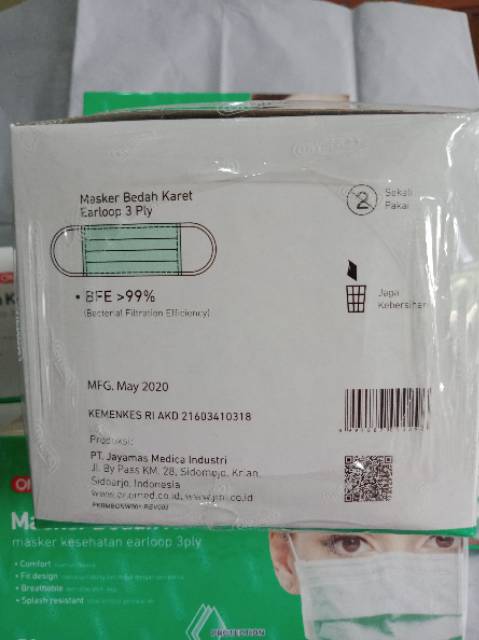 Masker Bedah Karet
Earloop 3 Ply
2
Sekali
Pakai
• BFE >99%
(Bacterial Filtration Efficiency)
Jaga
Kebersihan
MFG. May 2020
KEMENKES RI AKD 21603410318
Produksi:
PT. Jayamas Medica Industri
Jl. By Pass KM. 28, Sidomojo, Krian,
Sidoarjo, Indonesia
masker kesehatan earloop 3ply
• Comfort
• Fit design
• Breathable
• Splash resistant
PROTECTION